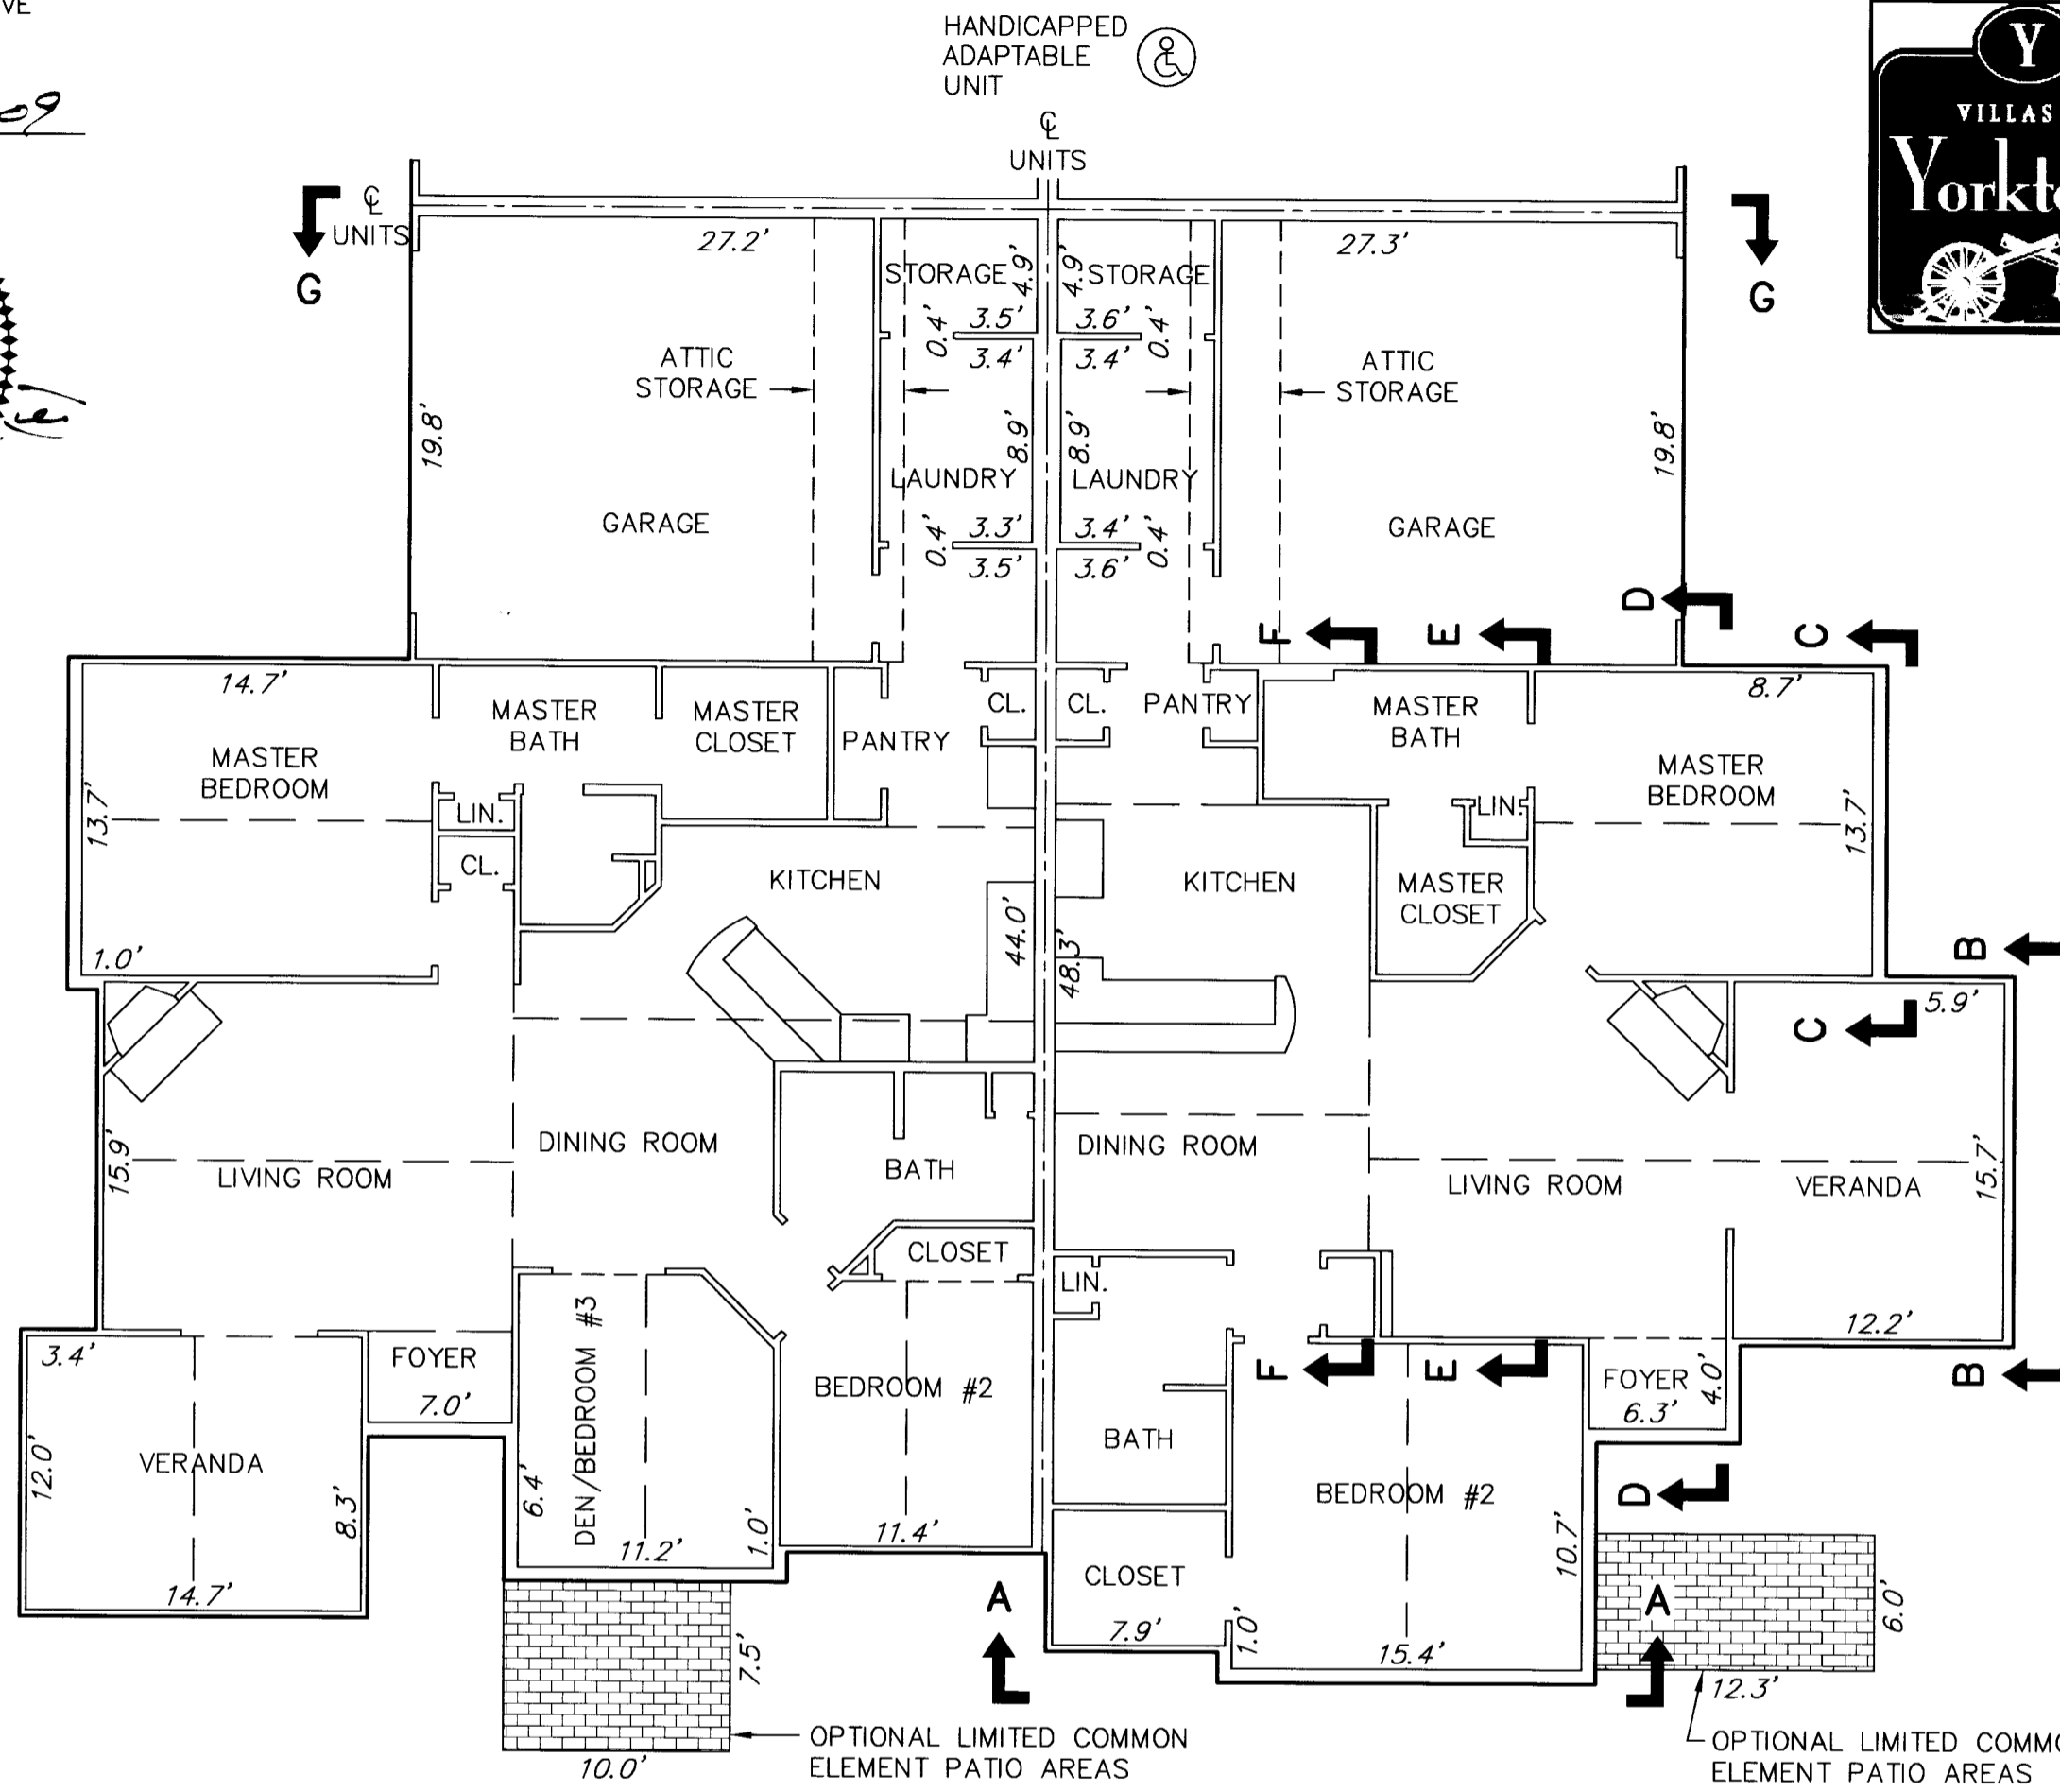 VE
HANDICAPPED
ADAPTABLE
UNIT
09
℄
UNITS
Y
VILLAS
℄
UNITS
G
27.2'
STORAGE
4.9'
4.9'
STORAGE
27.3'
G
0.4'
3.5'
3.4'
3.6'
3.4'
0.4'
ATTIC
STORAGE
ATTIC
STORAGE
19.8'
8.9'
8.9'
19.8'
LAUNDRY
LAUNDRY
GARAGE
0.4'
3.3'
3.5'
3.4'
3.6'
0.4'
GARAGE
F
E
D
C
14.7'
MASTER
BATH
MASTER
CLOSET
PANTRY
CL.
CL.
PANTRY
MASTER
BATH
8.7'
MASTER
BEDROOM
MASTER
BEDROOM
13.7'
LIN.
CL.
LIN.
13.7'
KITCHEN
KITCHEN
MASTER
CLOSET
1.0'
44.0'
48.3'
B
5.9'
C
15.9'
LIVING ROOM
DINING ROOM
BATH
DINING ROOM
LIVING ROOM
VERANDA
15.7'
CLOSET
LIN.
3.4'
FOYER
7.0'
DEN/BEDROOM #3
BEDROOM #2
F
E
FOYER
6.3'
4.0'
12.2'
B
12.0'
VERANDA
8.3'
6.4'
BATH
BEDROOM #2
D
14.7'
11.2'
1.0'
11.4'
A
CLOSET
7.9'
1.0'
15.4'
10.7'
A
6.0'
7.5'
12.3'
10.0'
OPTIONAL LIMITED COMMON
ELEMENT PATIO AREAS
OPTIONAL LIMITED COMMO
ELEMENT PATIO AREAS